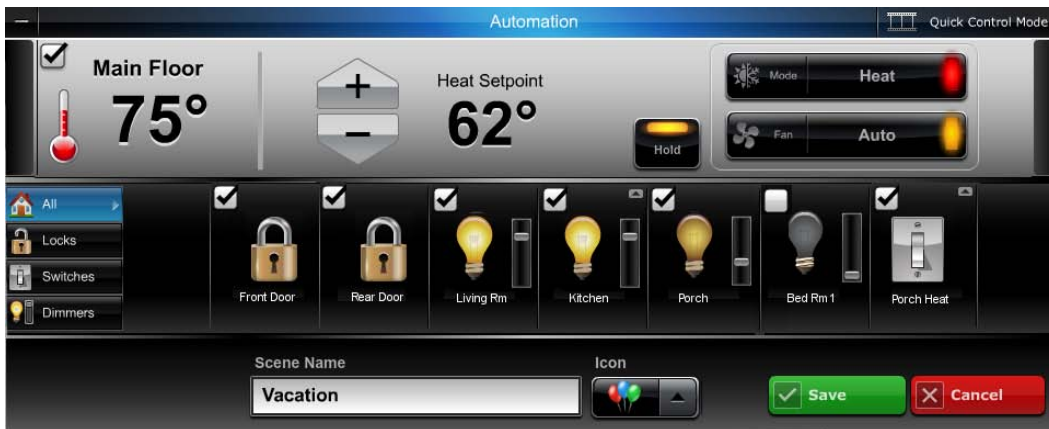 Automation
Quick Control Mode
Main Floor
75°
Heat Setpoint
62°
Hold
Mode Heat
Fan Auto
All
Locks
Switches
Dimmers
Front Door
Rear Door
Living Rm
Kitchen
Porch
Bed Rm 1
Porch Heat
Scene Name
Vacation
Icon
Save
Cancel